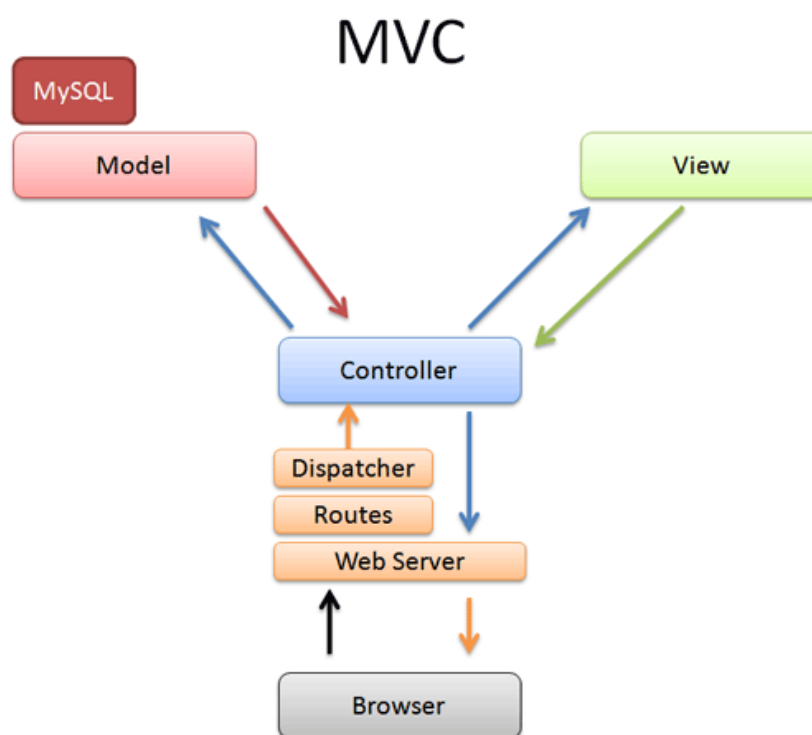 MVC
MySQL
Model
View
Controller
Dispatcher
Routes
Web Server
Browser